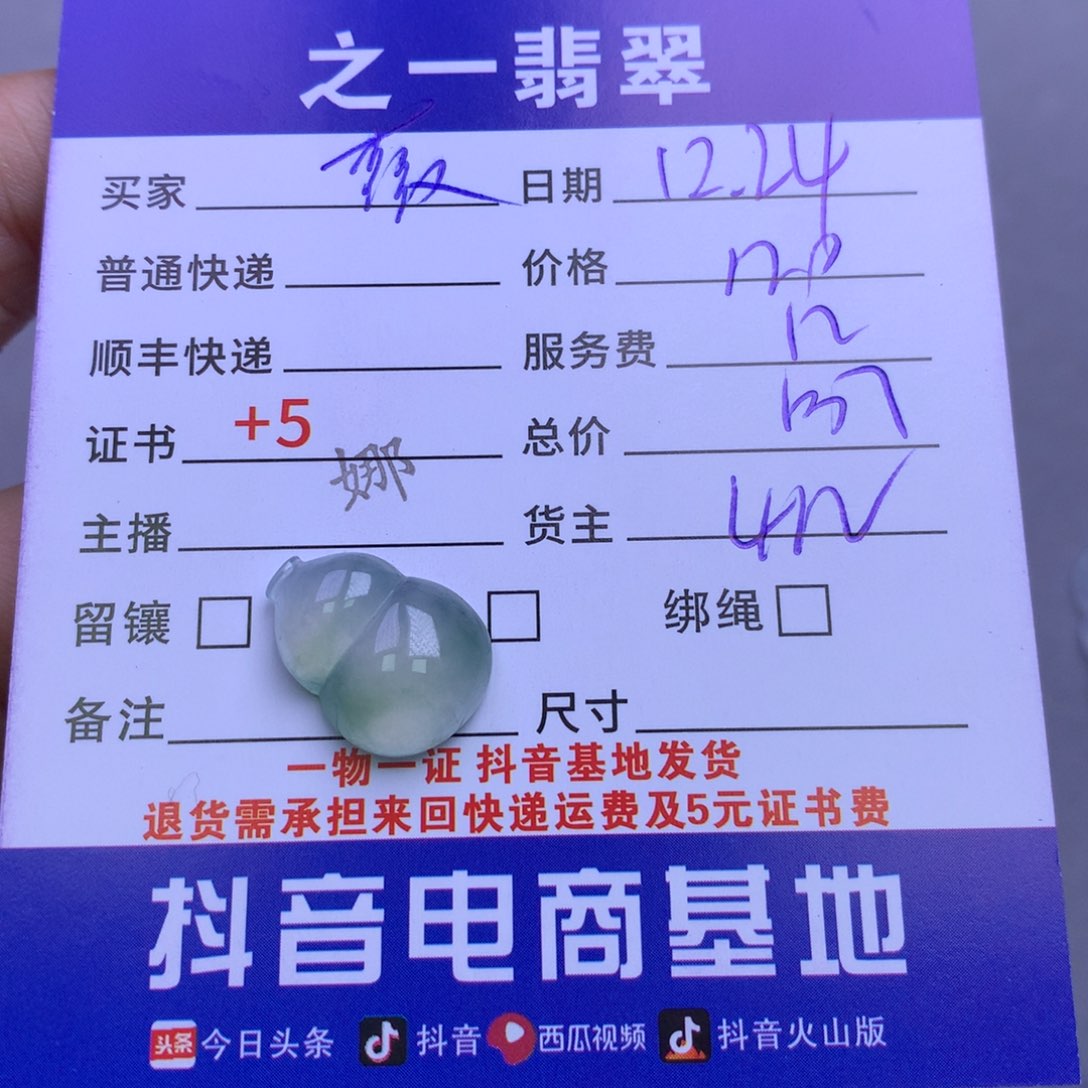 之一翡翠
买家 日期 12.24
普通快递 价格 120
顺丰快递 服务费 12
证书 +5 总价 137
主播 娜 货主
留镶 绑绳
备注 尺寸
一物一证 抖音基地发货
退货需承担来回快递运费及5元证书费
抖音电商基地
头条 今日头条 抖音 西瓜视频 抖音火山版